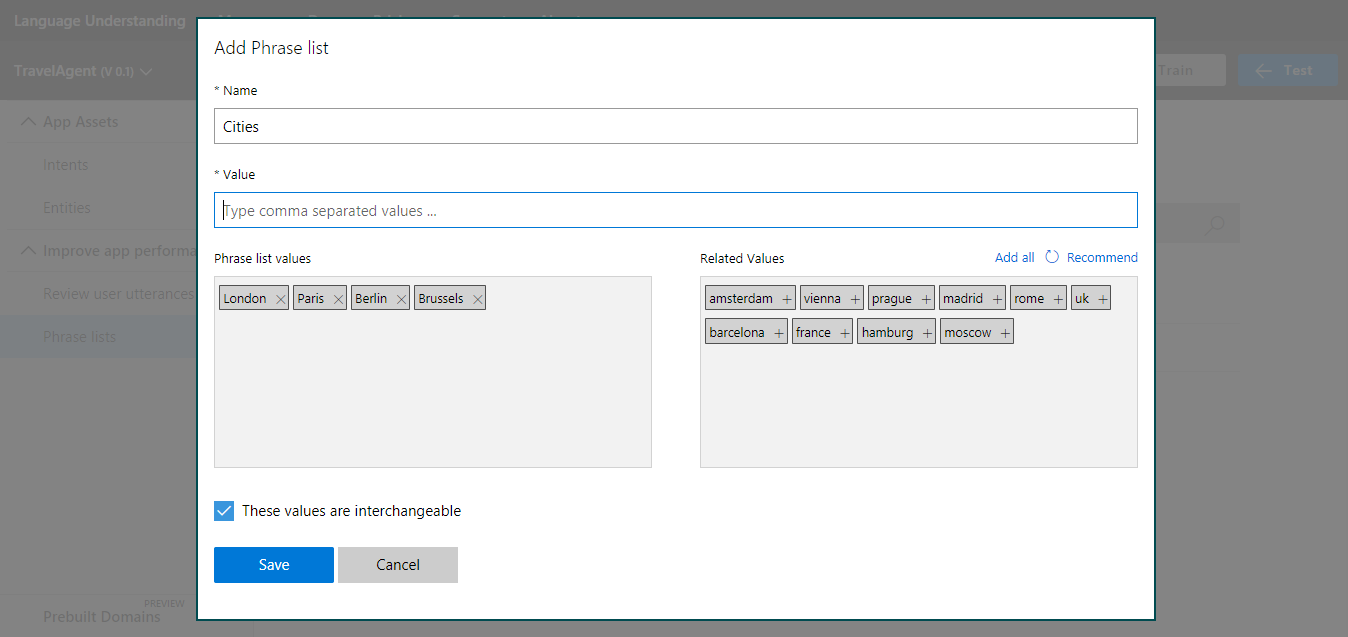 Language Understanding
TravelAgent (V 0.1)
Train
Test
App Assets
Intents
Entities
Improve app performa
Review user utterances
Phrase lists
PREVIEW
Prebuilt Domains
Add Phrase list
* Name
Cities
* Value
Type comma separated values ...
Phrase list values
London Paris Berlin Brussels
Related Values Add all Recommend
amsterdam + vienna + prague + madrid + rome + uk +
barcelona + france + hamburg + moscow +
These values are interchangeable
Save Cancel